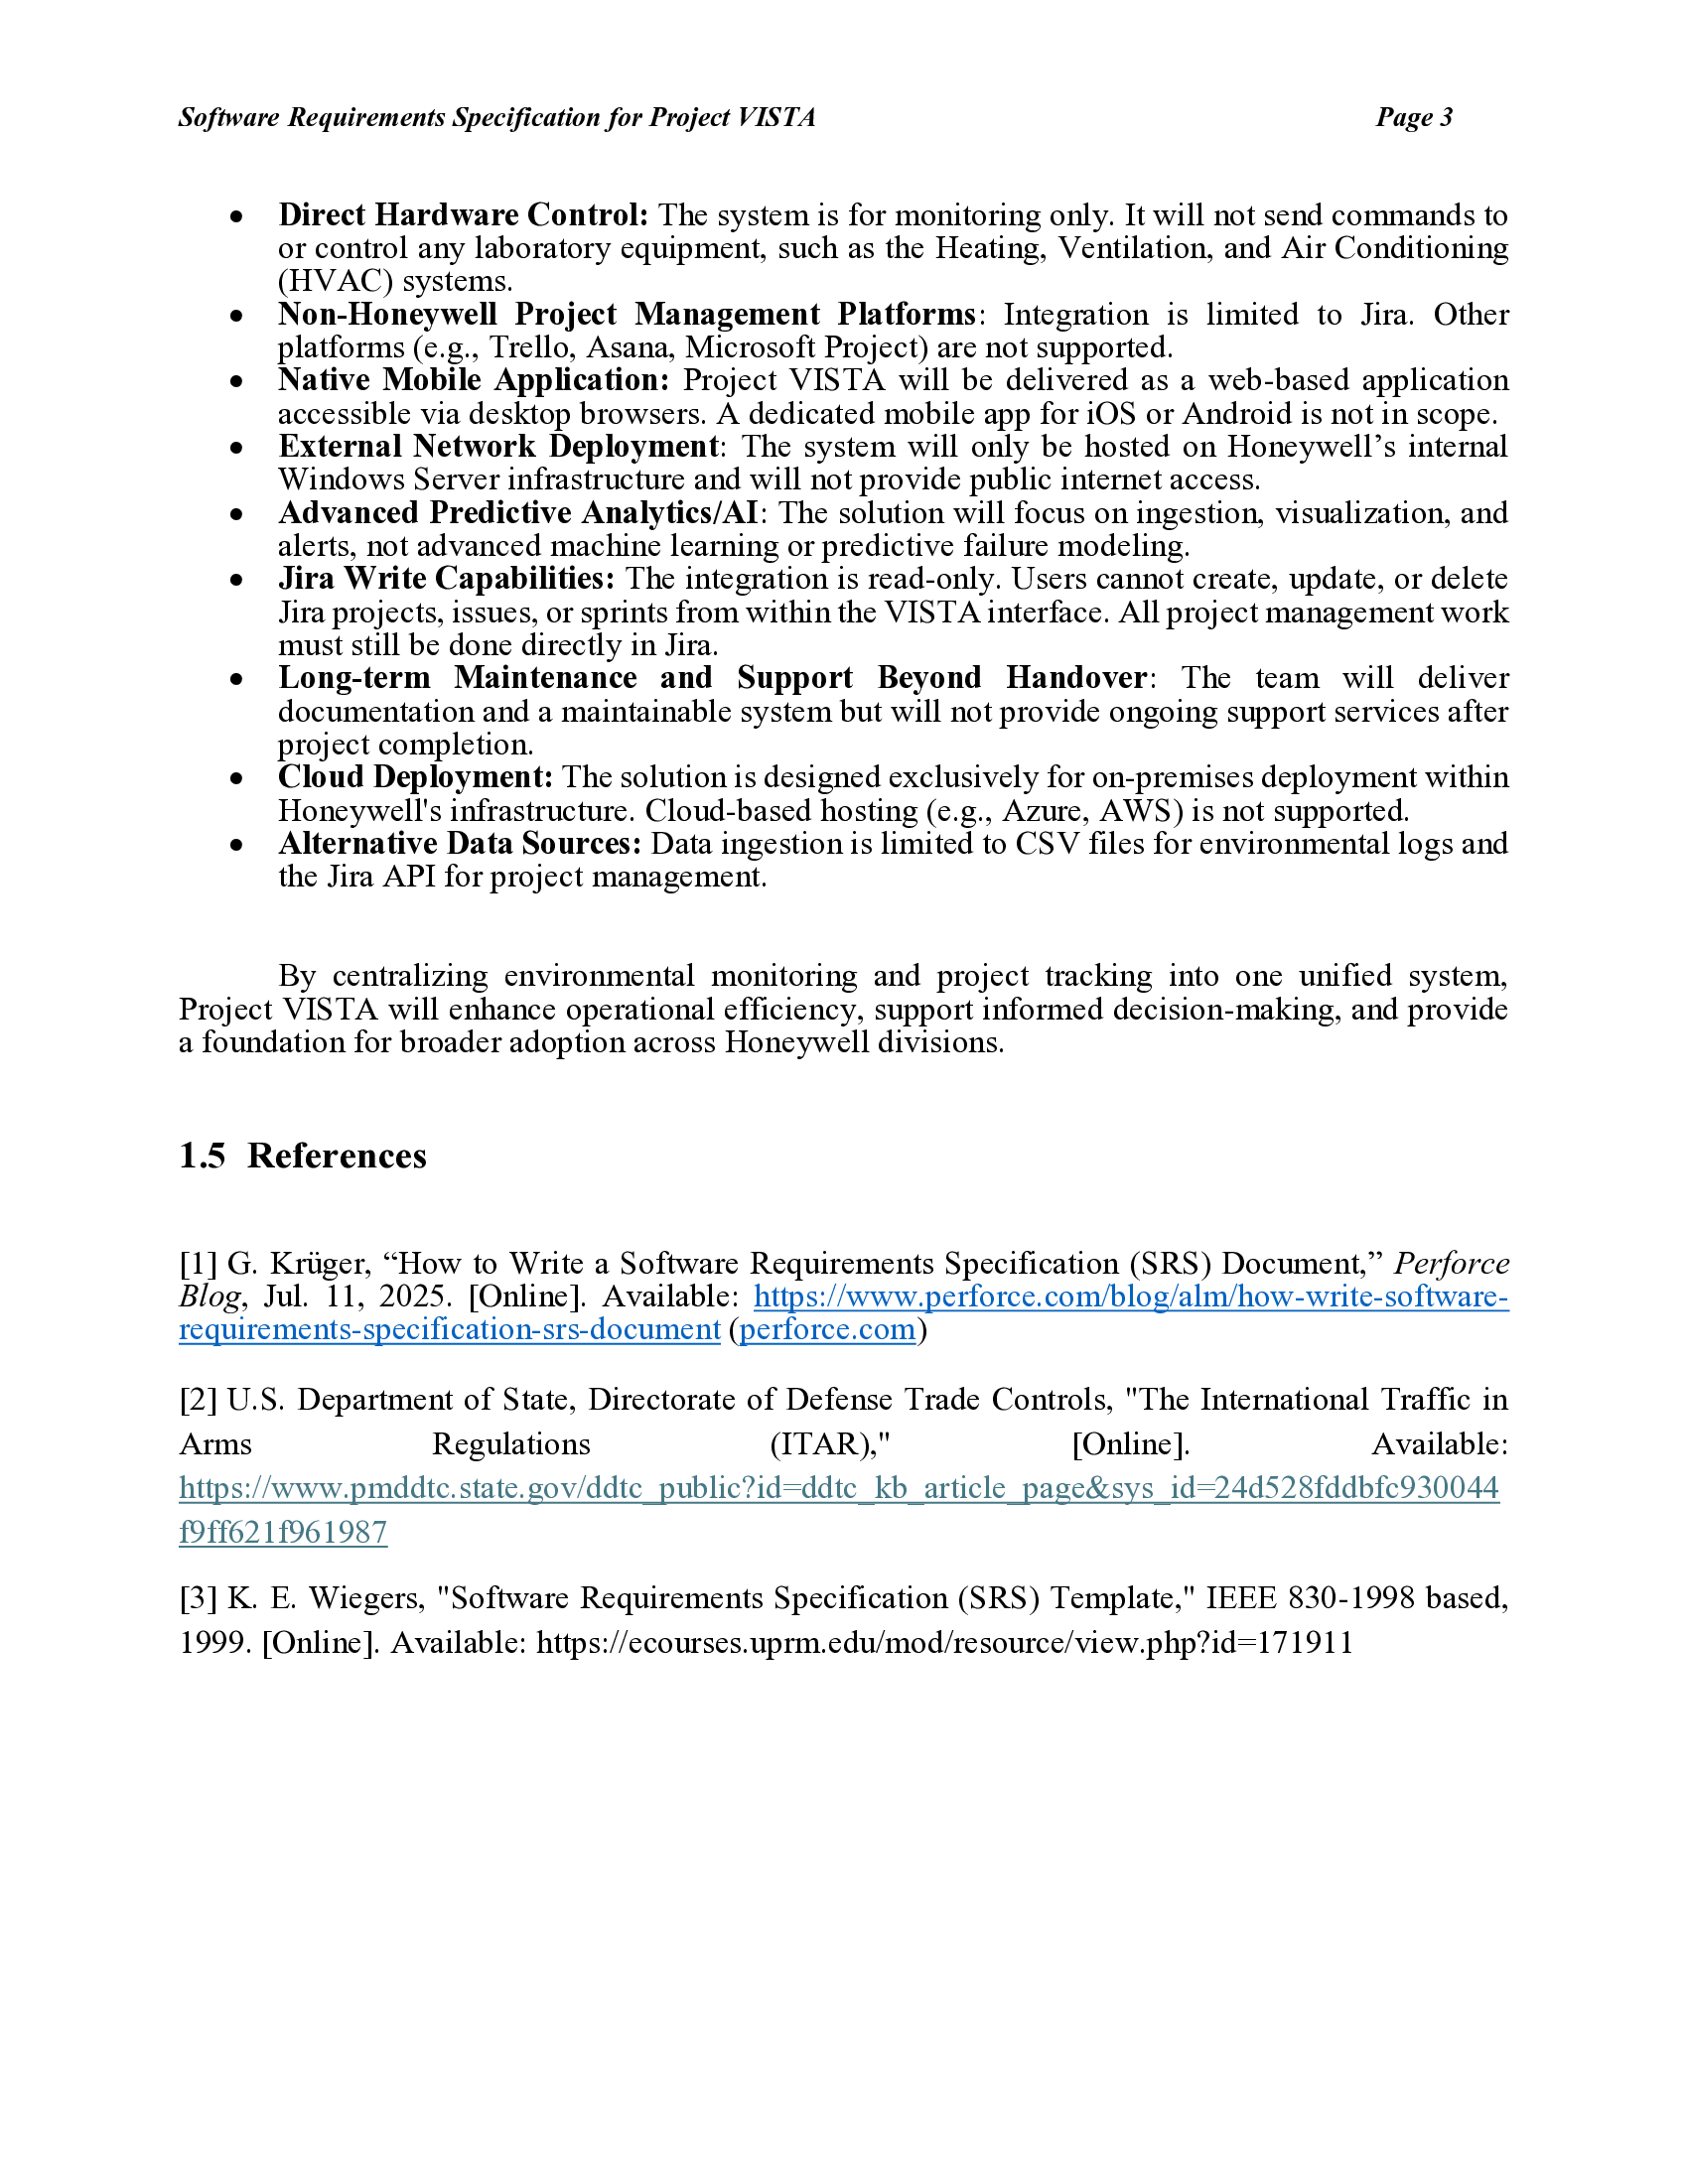 Software Requirements Specification for Project VISTA Page 3
• Direct Hardware Control: The system is for monitoring only. It will not send commands to
or control any laboratory equipment, such as the Heating, Ventilation, and Air Conditioning
(HVAC) systems.
• Non-Honeywell Project Management Platforms: Integration is limited to Jira. Other
platforms (e.g., Trello, Asana, Microsoft Project) are not supported.
• Native Mobile Application: Project VISTA will be delivered as a web-based application
accessible via desktop browsers. A dedicated mobile app for iOS or Android is not in scope.
• External Network Deployment: The system will only be hosted on Honeywell’s internal
Windows Server infrastructure and will not provide public internet access.
• Advanced Predictive Analytics/AI: The solution will focus on ingestion, visualization, and
alerts, not advanced machine learning or predictive failure modeling.
• Jira Write Capabilities: The integration is read-only. Users cannot create, update, or delete
Jira projects, issues, or sprints from within the VISTA interface. All project management work
must still be done directly in Jira.
• Long-term Maintenance and Support Beyond Handover: The team will deliver
documentation and a maintainable system but will not provide ongoing support services after
project completion.
• Cloud Deployment: The solution is designed exclusively for on-premises deployment within
Honeywell's infrastructure. Cloud-based hosting (e.g., Azure, AWS) is not supported.
• Alternative Data Sources: Data ingestion is limited to CSV files for environmental logs and
the Jira API for project management.
By centralizing environmental monitoring and project tracking into one unified system,
Project VISTA will enhance operational efficiency, support informed decision-making, and provide
a foundation for broader adoption across Honeywell divisions.
1.5 References
[1] G. Krüger, “How to Write a Software Requirements Specification (SRS) Document,” Perforce
Blog, Jul. 11, 2025. [Online]. Available: https://www.perforce.com/blog/alm/how-write-software-
requirements-specification-srs-document (perforce.com)
[2] U.S. Department of State, Directorate of Defense Trade Controls, "The International Traffic in
Arms Regulations (ITAR)," [Online]. Available:
https://www.pmddtc.state.gov/ddtc_public?id=ddtc_kb_article_page&sys_id=24d528fddbfc930044
f9ff621f961987
[3] K. E. Wiegers, "Software Requirements Specification (SRS) Template," IEEE 830-1998 based,
1999. [Online]. Available: https://ecourses.uprm.edu/mod/resource/view.php?id=171911